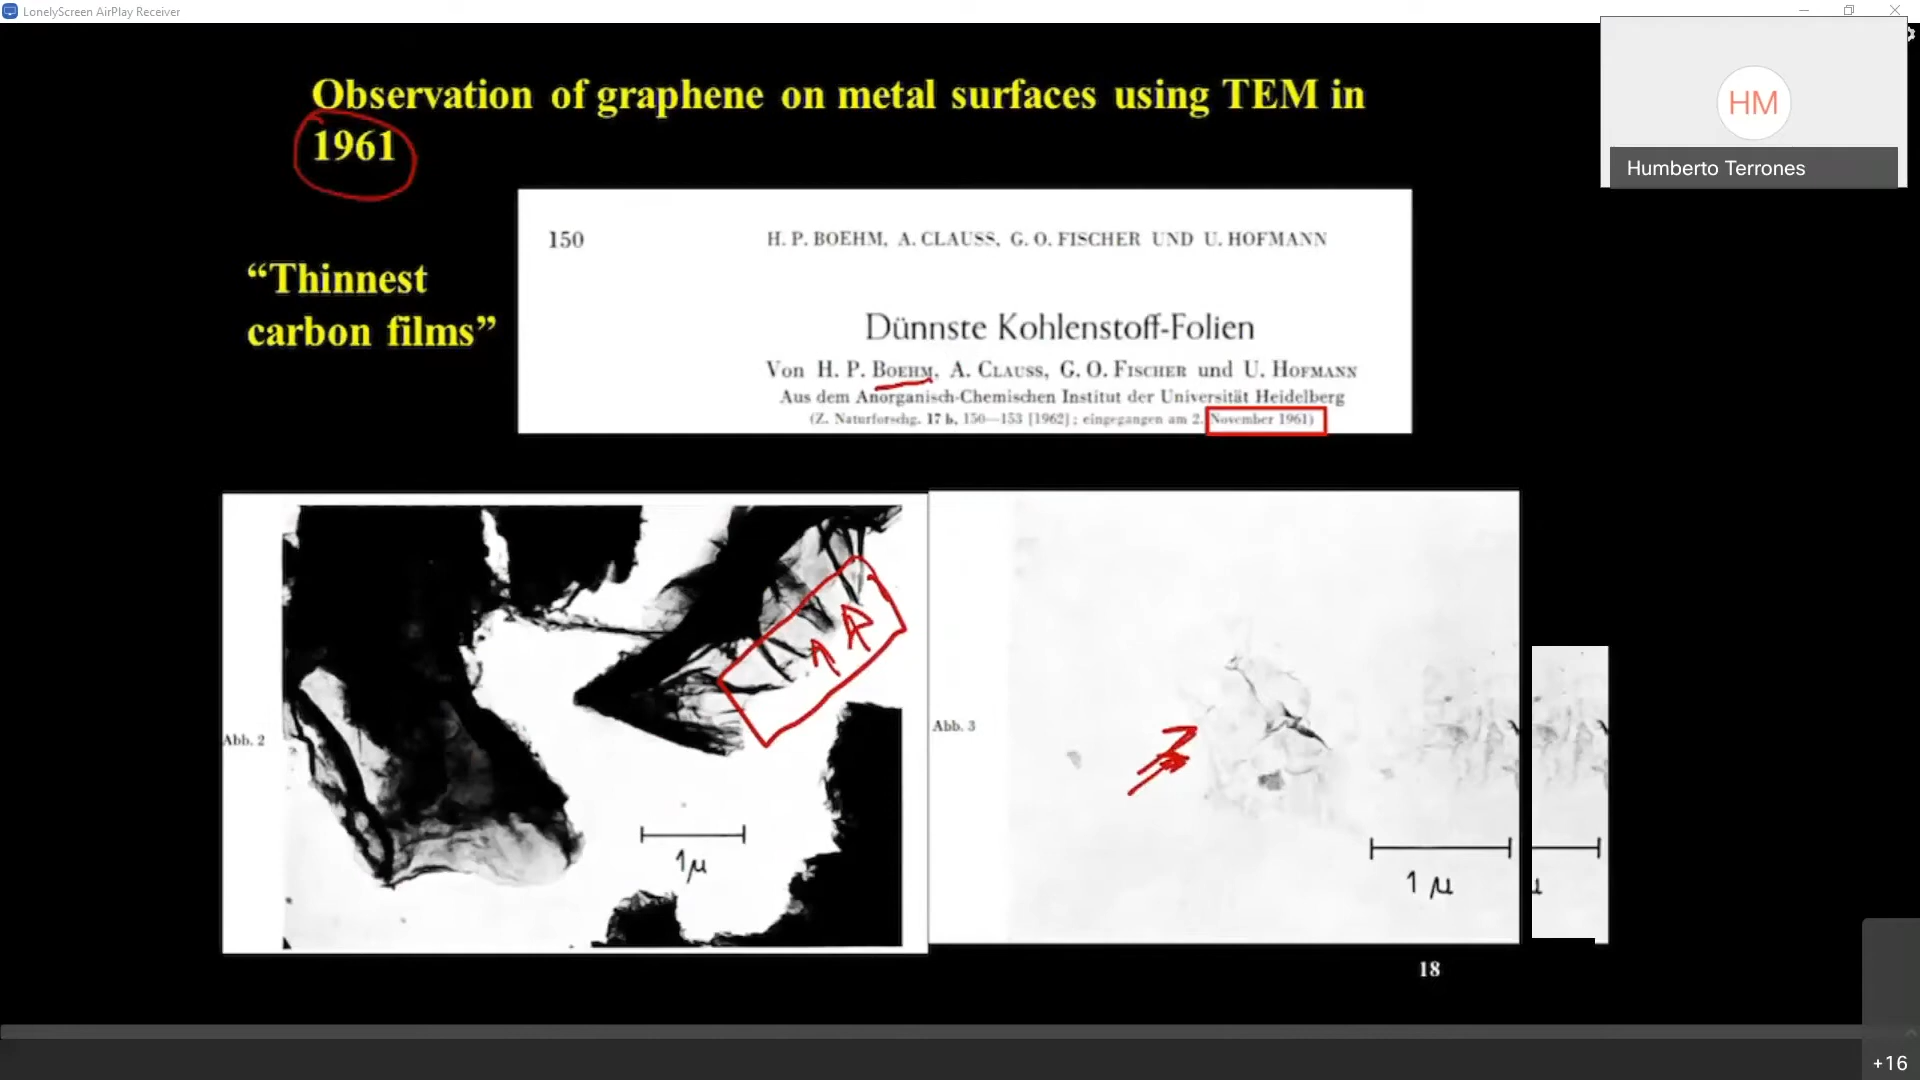 LonelyScreen AirPlay Receiver
Observation of graphene on metal surfaces using TEM in
1961
HM
Humberto Terrones
"Thinnest
carbon films"
150
H. P. BOEHM, A. CLAUSS, G. O. FISCHER UND U. HOFMANN
Dünnste Kohlenstoff-Folien
Von H. P. BOEHM, A. CLAUSS, G. O. FISCHER und U. HOFMANN
Aus dem Anorganisch-Chemischen Institut der Universität Heidelberg
(Z. Naturforschg. 17 b, 150—153 [1962]; eingegangen am 2. November 1961)
Abb. 2
1 μ
Abb. 3
1 μ
μ
18
+16